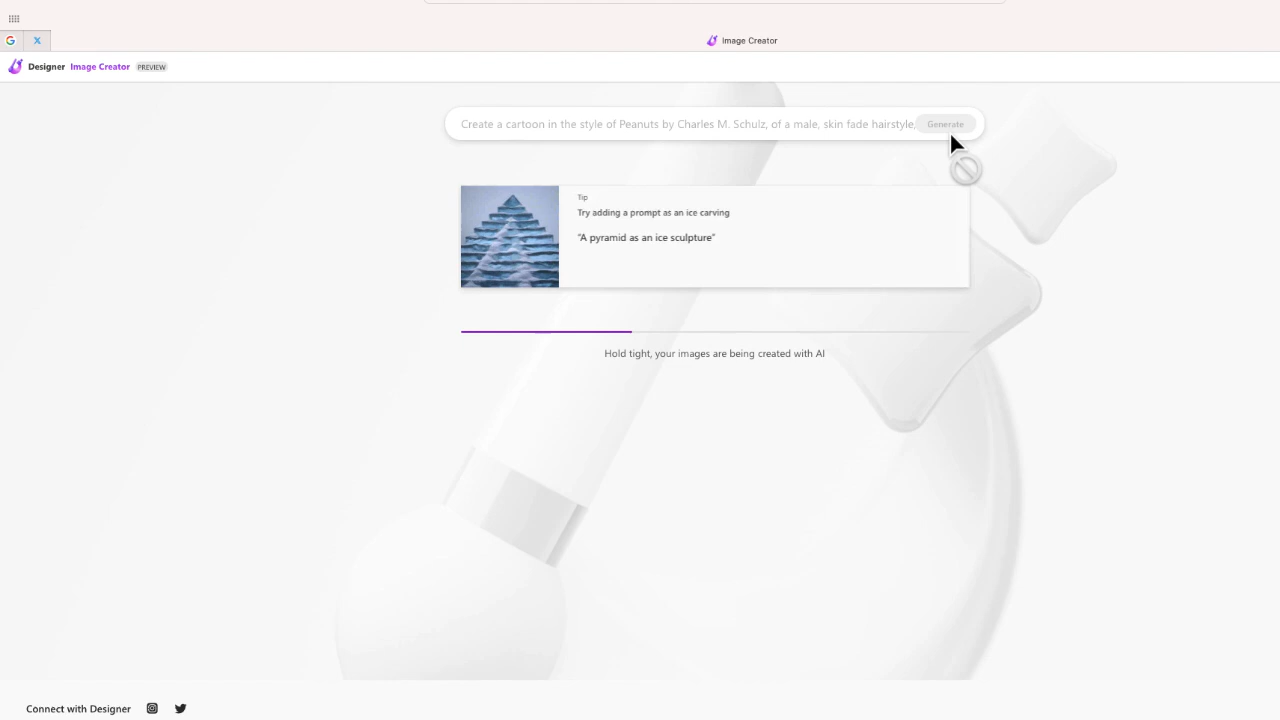 Image Creator
Designer Image Creator PREVIEW
Create a cartoon in the style of Peanuts by Charles M. Schulz, of a male, skin fade hairstyle, Generate
Tip
Try adding a prompt as an ice carving
"A pyramid as an ice sculpture"
Hold tight, your images are being created with AI
Connect with Designer